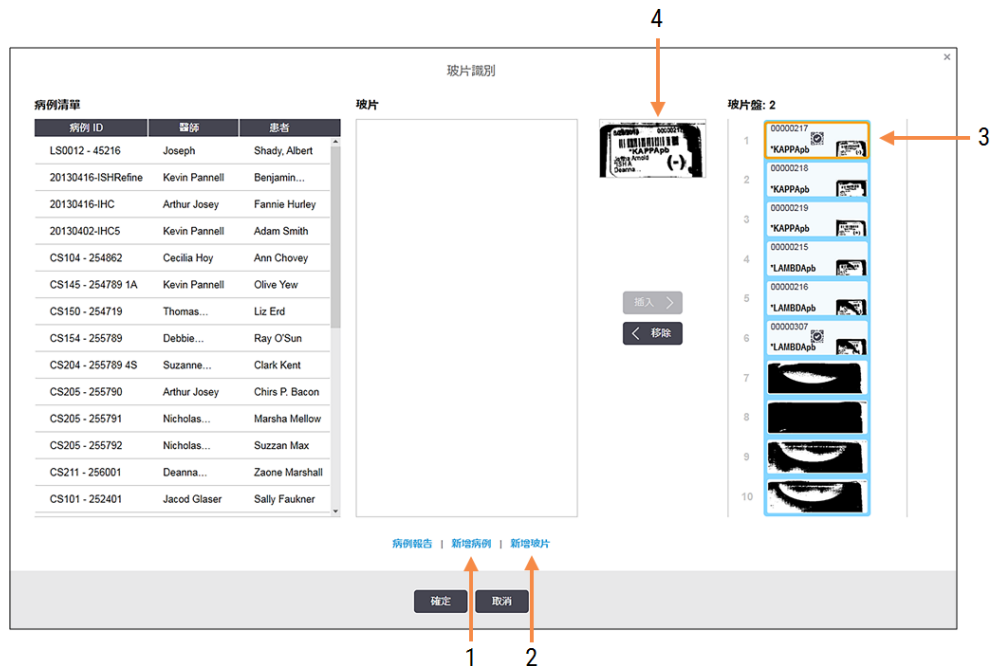 4
玻片識別
×
病例清單
病例 ID 醫師 患者
LS0012 - 45216 Joseph Shady, Albert
20130416-ISHRefine Kevin Pannell Benjamin...
20130416-IHC Arthur Josey Fannie Hurley
20130402-IHC5 Kevin Pannell Adam Smith
CS104 - 254862 Cecilia Hoy Ann Chovey
CS145 - 254789 1A Kevin Pannell Olive Yew
CS150 - 254719 Thomas... Liz Erd
CS154 - 255789 Debbie... Ray O'Sun
CS204 - 255789 4S Suzanne... Clark Kent
CS205 - 255790 Arthur Josey Chirs P. Bacon
CS205 - 255791 Nicholas... Marsha Mellow
CS205 - 255792 Nicholas... Suzzan Max
CS211 - 256001 Deanna... Zaone Marshall
CS101 - 252401 Jacod Glaser Sally Faukner
玻片
*KAPPApb
Arnold
Deanna
(-)
插入
移除
玻片盤: 2
1 00000217
*KAPPApb
2 00000218
*KAPPApb
3 00000219
*KAPPApb
4 00000215
*LAMBDApb
5 00000216
*LAMBDApb
6 00000307
*LAMBDApb
7
8
9
10
3
病例報告 | 新增病例 | 新增玻片
確定 取消
1 2